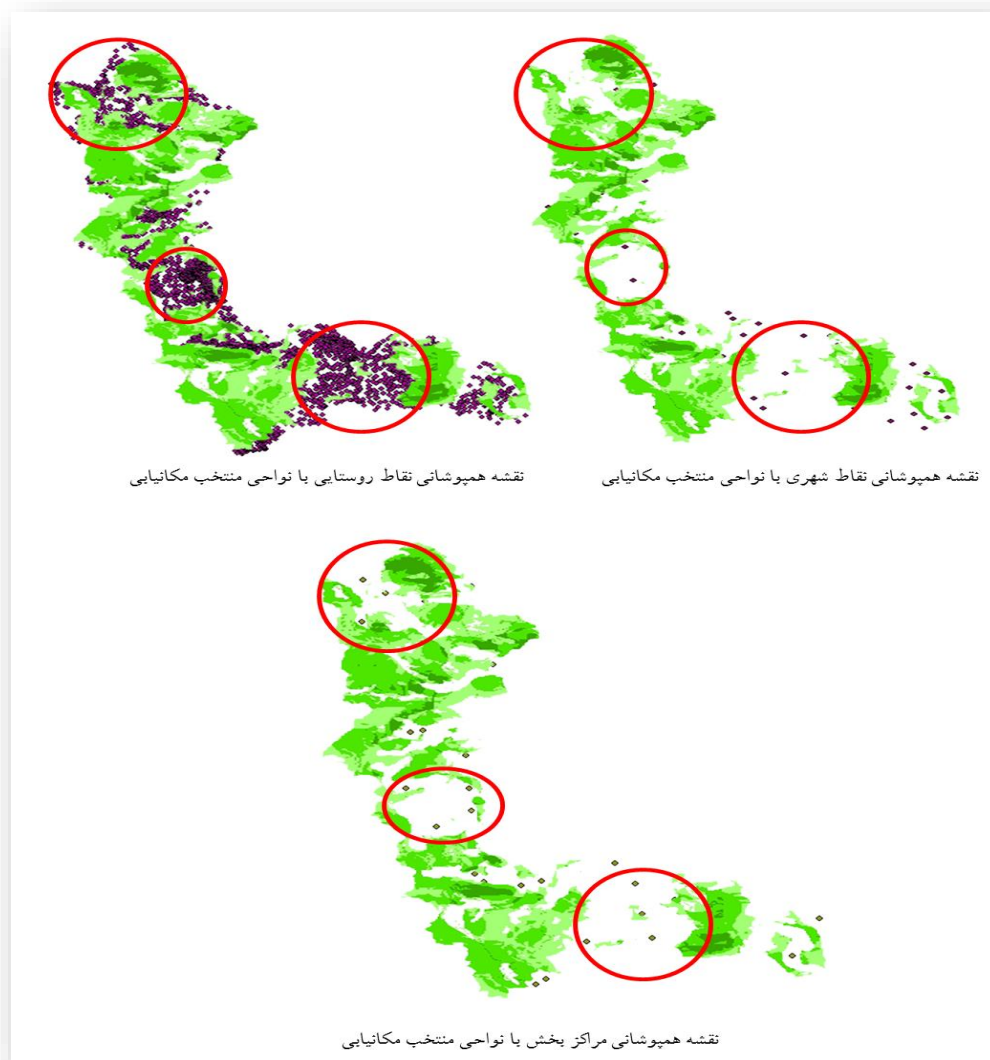 نقشه همپوشانی نقاط شهری با نواحی منتخب مکانیابی
نقشه همپوشانی نقاط روستایی با نواحی منتخب مکانیابی
نقشه همپوشانی مراکز بخش با نواحی منتخب مکانیابی